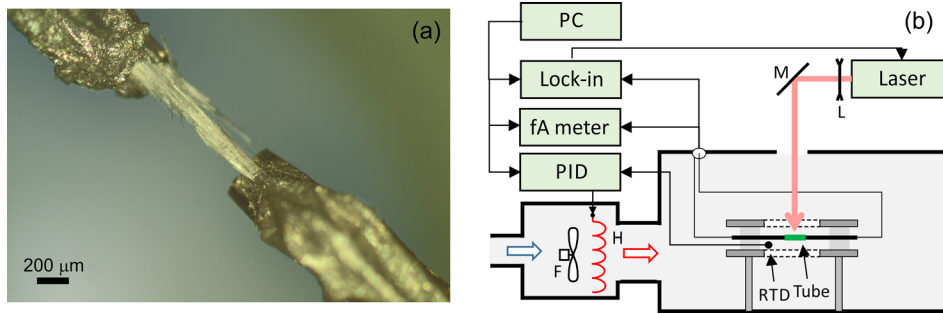 (a)
200 μm
(b)
PC
Lock-in
fA meter
PID
M
L
Laser
F
H
RTD
Tube